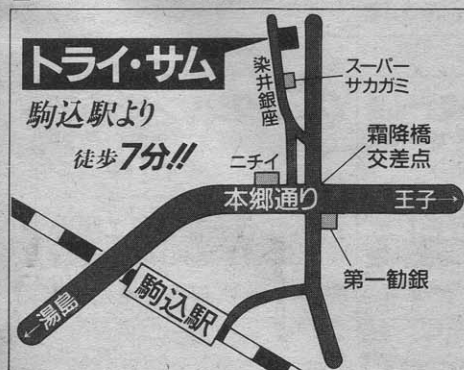 トライ・サム
駒込駅より
徒歩7分!!
染井銀座
スーパー
サカガミ
霜降橋
交差点
ニチイ
本郷通り
王子→
第一勧銀
駒込駅
←湯島